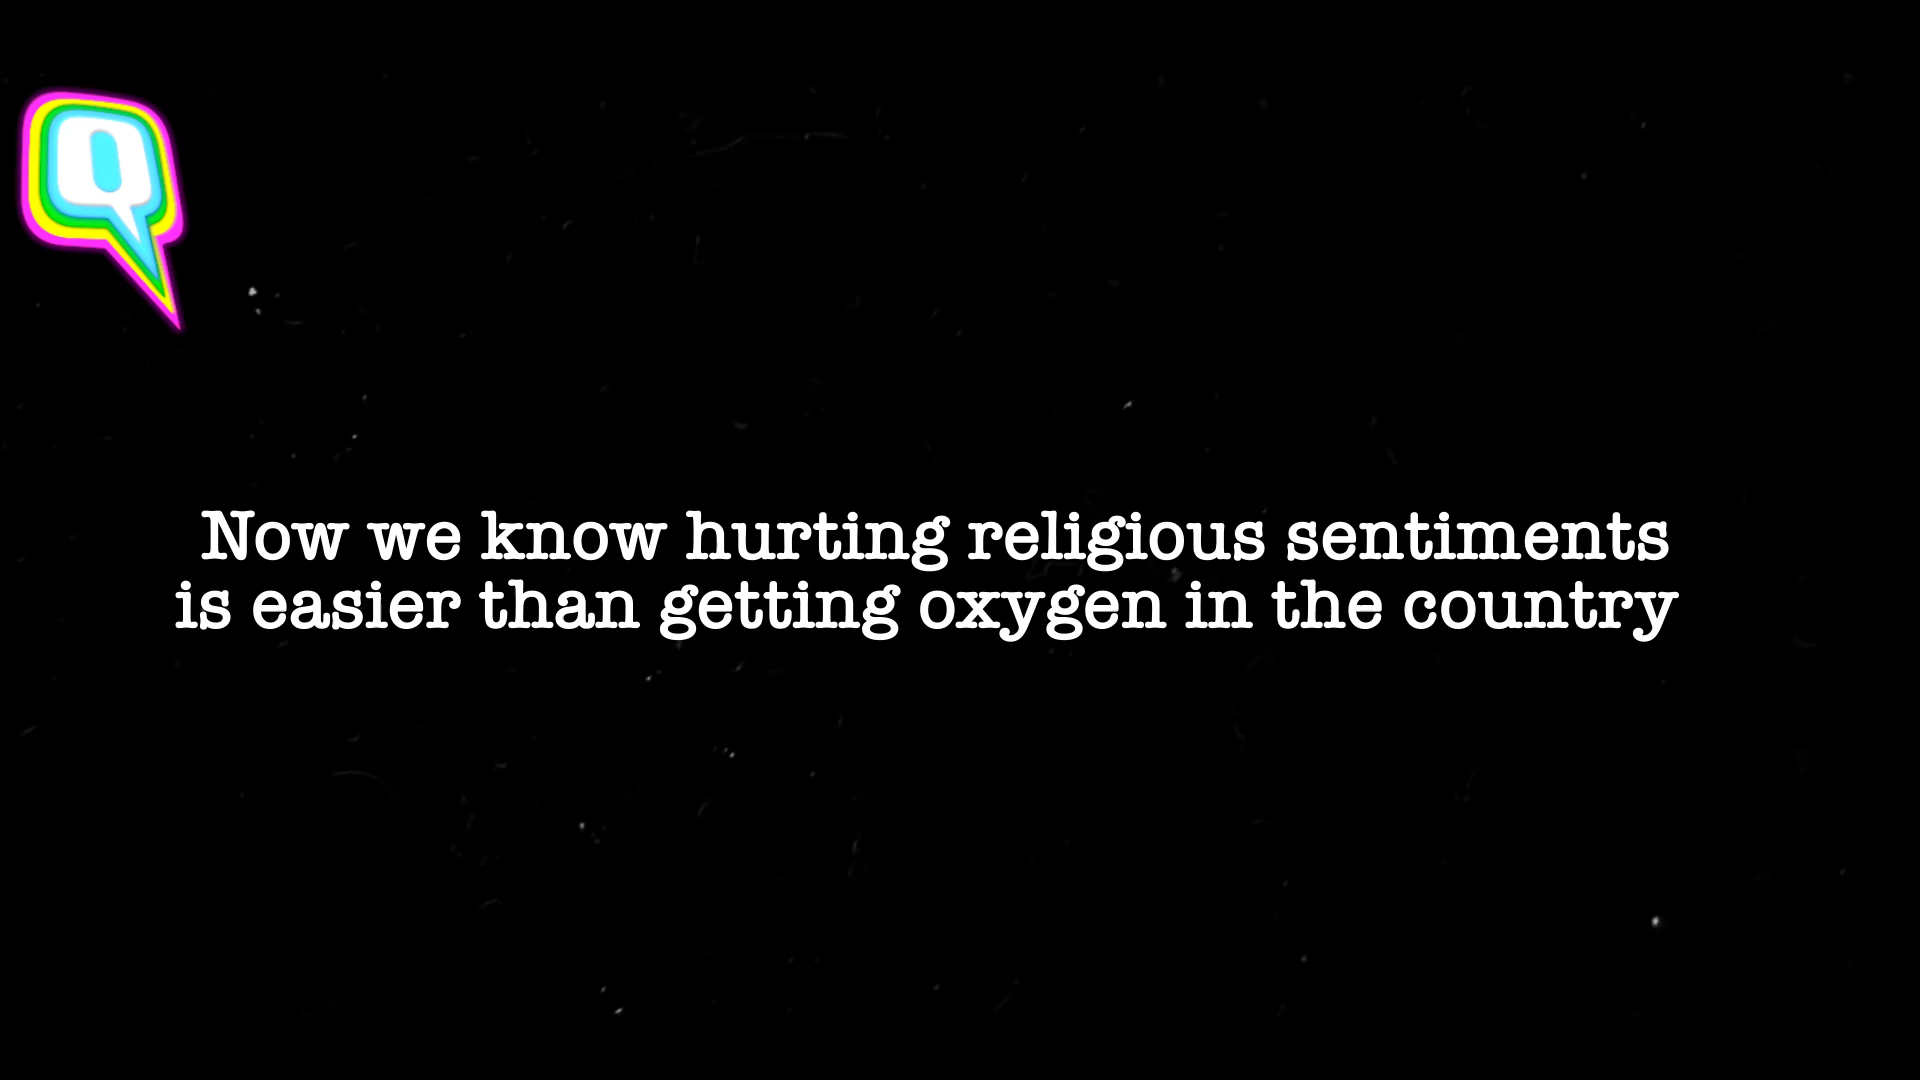 Now we know hurting religious sentiments
is easier than getting oxygen in the country